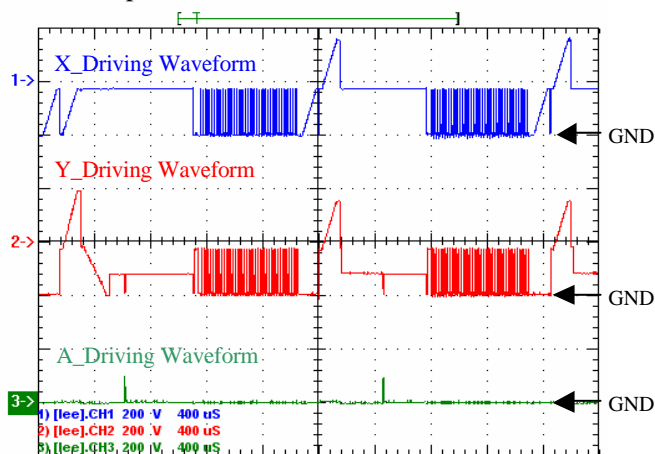 T
1->
X_Driving Waveform
GND
Y_Driving Waveform
2->
GND
A_Driving Waveform
3->
GND
1) [lee].CH1 200 V 400 uS
2) [lee].CH2 200 V 400 uS
3) [lee].CH3 200 V 400 uS